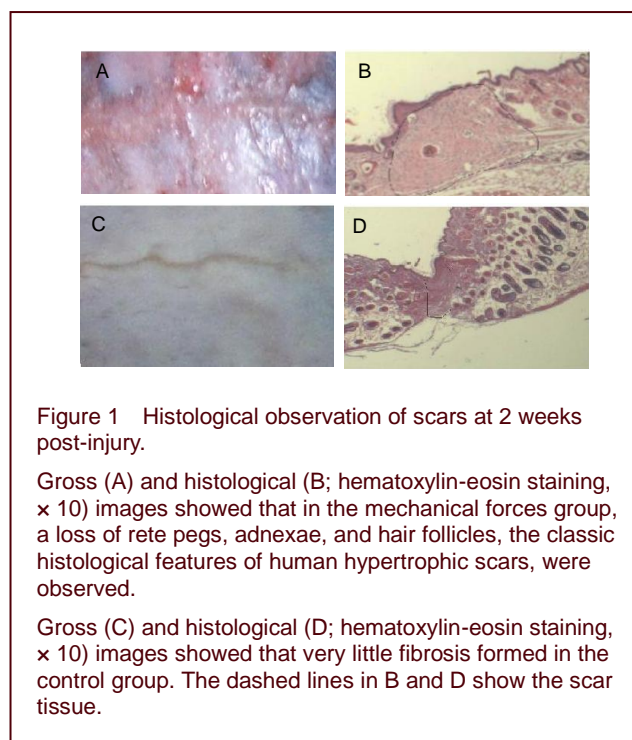 A
B
C
D
Figure 1 Histological observation of scars at 2 weeks
post-injury.
Gross (A) and histological (B; hematoxylin-eosin staining,
× 10) images showed that in the mechanical forces group,
a loss of rete pegs, adnexae, and hair follicles, the classic
histological features of human hypertrophic scars, were
observed.
Gross (C) and histological (D; hematoxylin-eosin staining,
× 10) images showed that very little fibrosis formed in the
control group. The dashed lines in B and D show the scar
tissue.